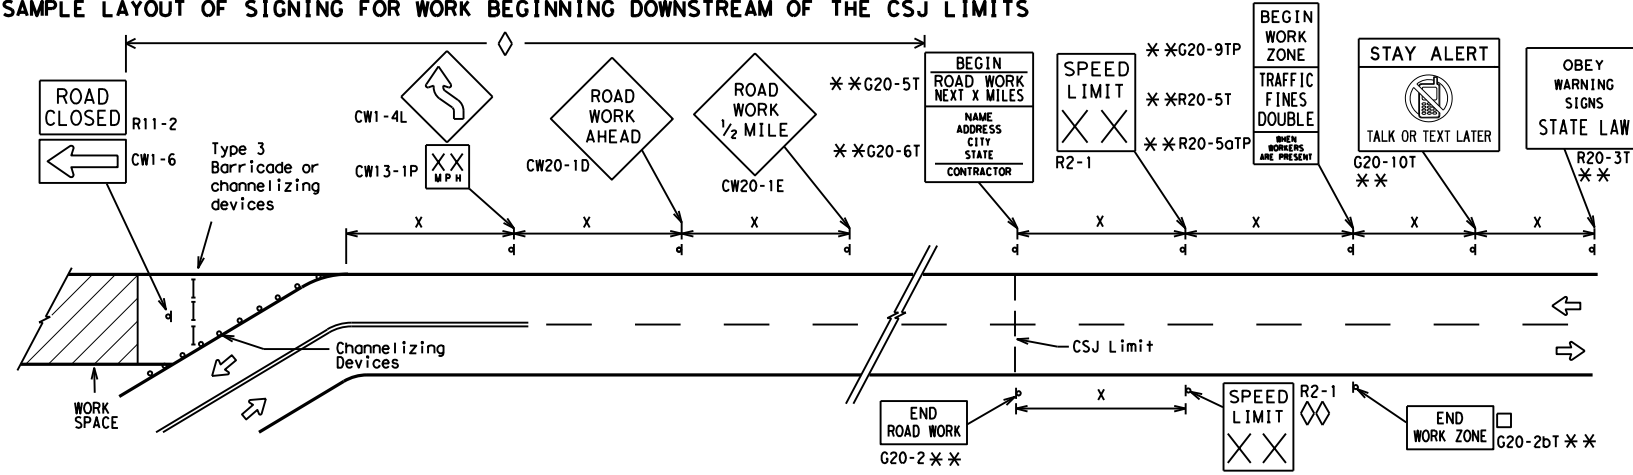 SAMPLE LAYOUT OF SIGNING FOR WORK BEGINNING DOWNSTREAM OF THE CSJ LIMITS
ROAD
CLOSED
R11-2
CW1-6
Type 3
Barricade or
channelizing
devices
CW1-4L
CW13-1P
XX
MPH
ROAD
WORK
AHEAD
CW20-1D
ROAD
WORK
1/2 MILE
CW20-1E
**G20-5T
**G20-6T
BEGIN
ROAD WORK
NEXT X MILES
NAME
ADDRESS
CITY
STATE
CONTRACTOR
SPEED
LIMIT
XX
R2-1
**G20-9TP
**R20-5T
**R20-5aTP
BEGIN
WORK
ZONE
TRAFFIC
FINES
DOUBLE
WHEN
WORKERS
ARE PRESENT
STAY ALERT
TALK OR TEXT LATER
G20-10T
**
OBEY
WARNING
SIGNS
STATE LAW
R20-3T
**
X
X
X
X
X
X
X
Channelizing
Devices
CSJ Limit
WORK
SPACE
X
END
ROAD WORK
G20-2**
SPEED
LIMIT
XX
R2-1
END
WORK ZONE
G20-2bT **